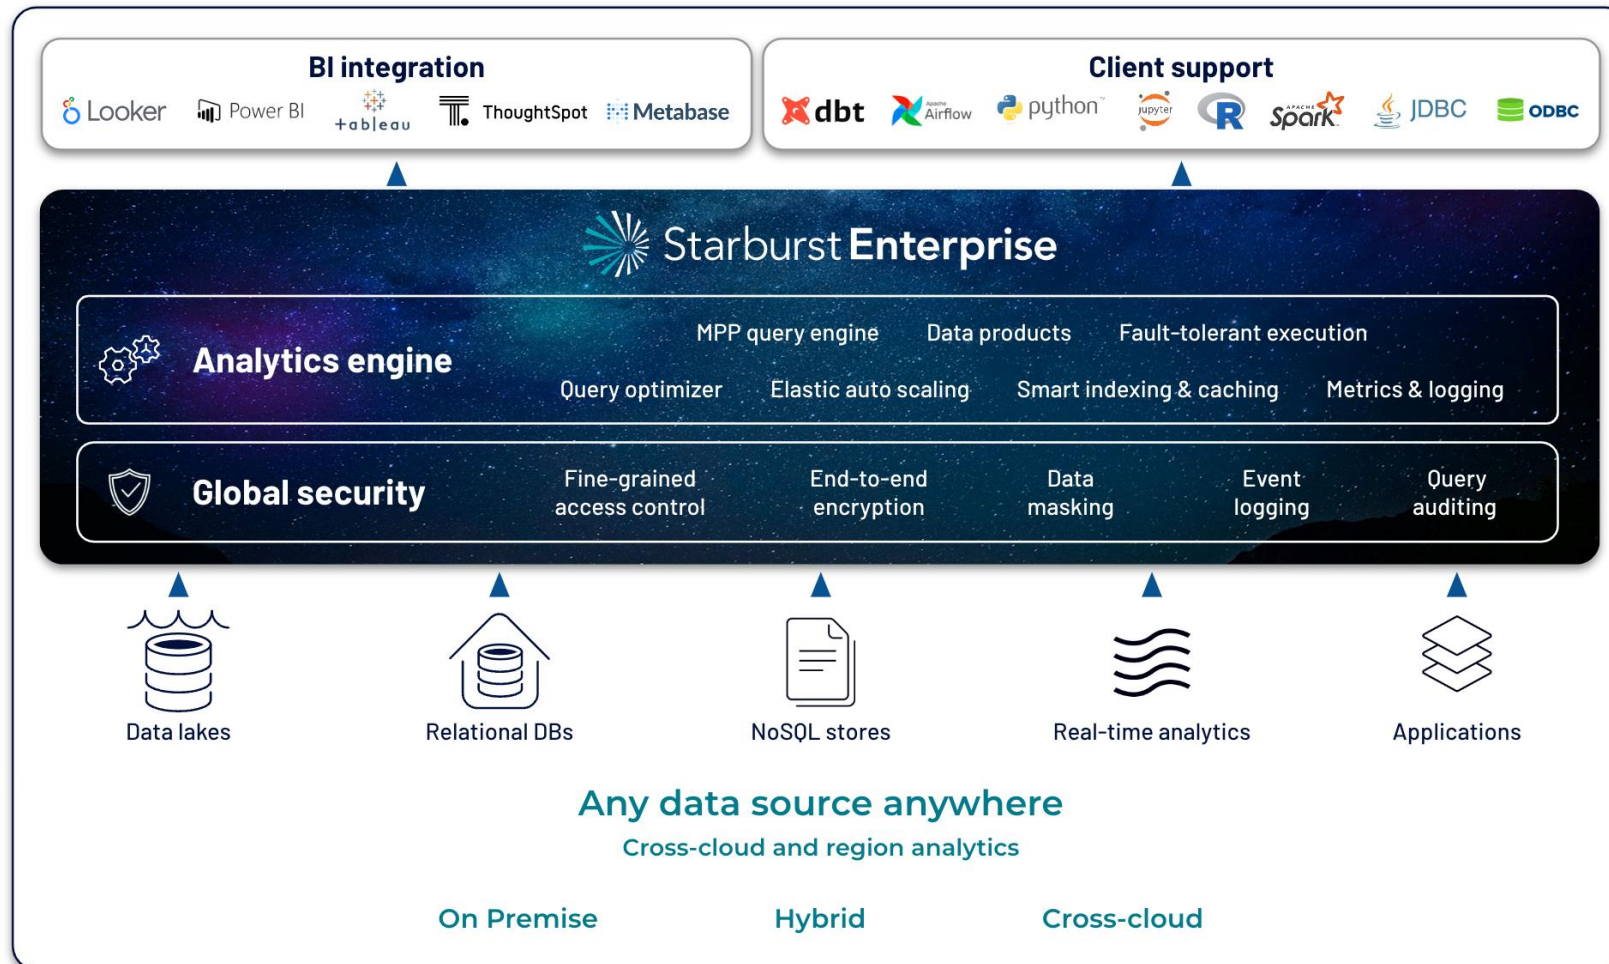 BI integration
Looker
Power BI
+ableau
ThoughtSpot
Metabase
Client support
dbt
Apache
Airflow
python
jupyter
R
APACHE
Spark
JDBC
ODBC
Starburst Enterprise
Analytics engine
MPP query engine Data products Fault-tolerant execution
Query optimizer Elastic auto scaling Smart indexing & caching Metrics & logging
Global security
Fine-grained
access control
End-to-end
encryption
Data
masking
Event
logging
Query
auditing
Data lakes
Relational DBs
NoSQL stores
Real-time analytics
Applications
Any data source anywhere
Cross-cloud and region analytics
On Premise
Hybrid
Cross-cloud